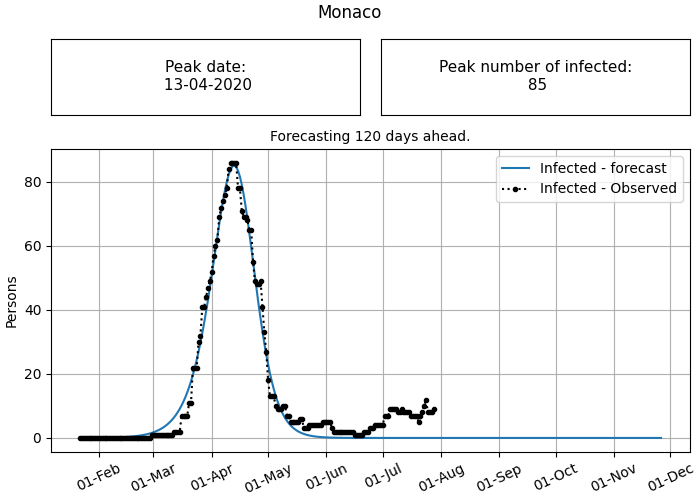 Monaco
Peak date:
13-04-2020
Peak number of infected:
85
Forecasting 120 days ahead.
Infected - forecast
Infected - Observed
Persons
80
60
40
20
0
01-Feb
01-Mar
01-Apr
01-May
01-Jun
01-Jul
01-Aug
01-Sep
01-Oct
01-Nov
01-Dec